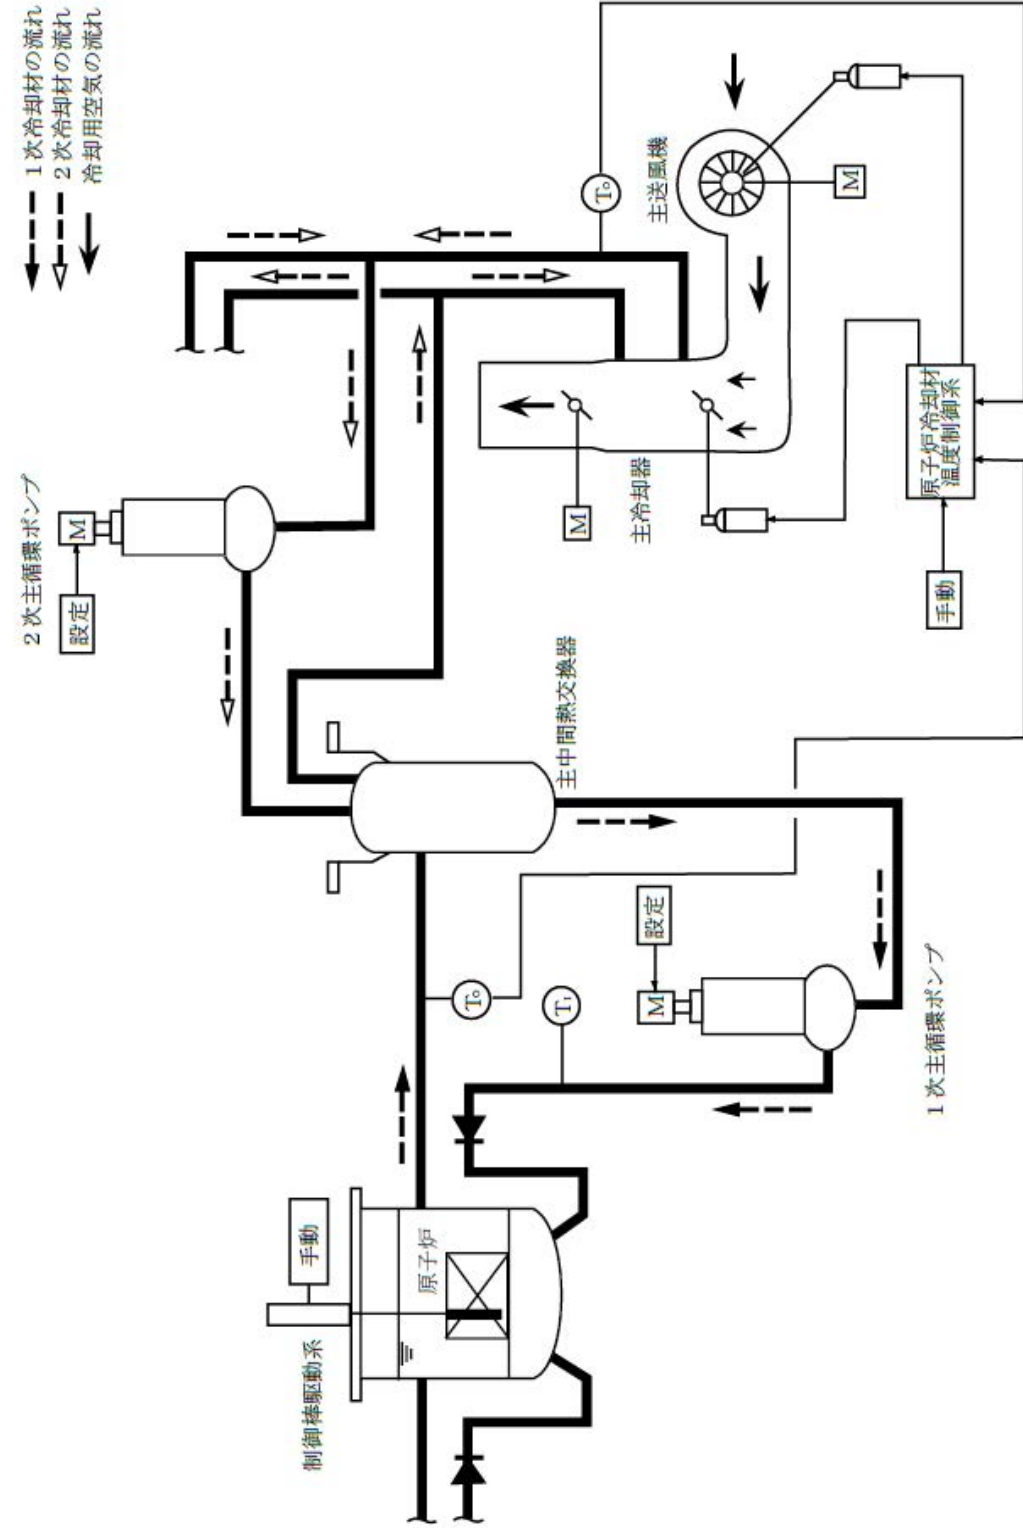 1次冷却材の流れ
2次冷却材の流れ
冷却用空気の流れ
制御棒駆動系
手動
原子炉
T₀
T₁
1次主循環ポンプ
M
設定
主中間熱交換器
2次主循環ポンプ
M
設定
主冷却器
M
主送風機
M
T₀
原子炉冷却材
温度制御系
手動